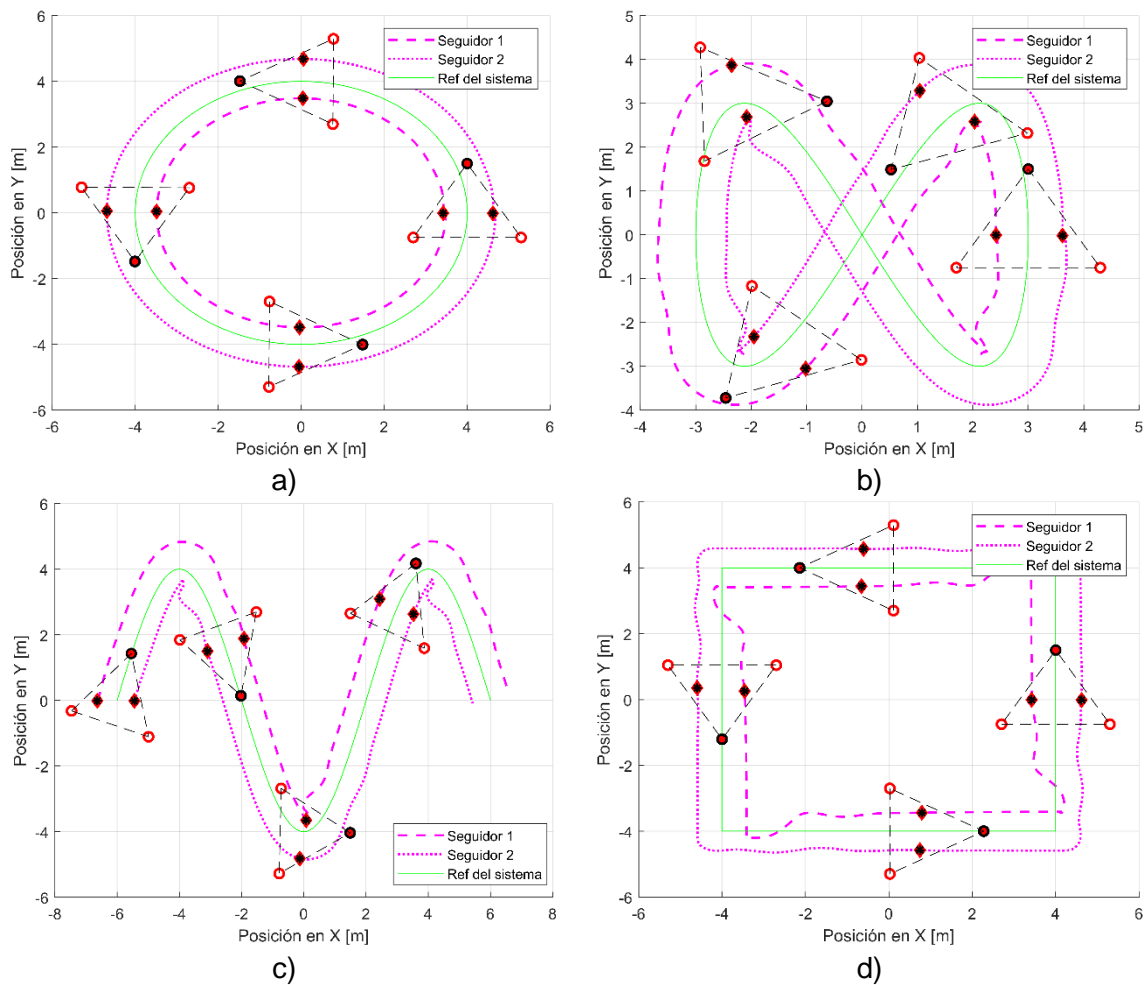 6
4
2
0
-2
-4
-6
-6
-4
-2
0
2
4
6
Posición en Y [m]
Posición en X [m]
Seguidor 1
Seguidor 2
Ref del sistema
a)
5
4
3
2
1
0
-1
-2
-3
-4
-4
-3
-2
-1
0
1
2
3
4
5
Posición en Y [m]
Posición en X [m]
Seguidor 1
Seguidor 2
Ref del sistema
b)
6
4
2
0
-2
-4
-6
-8
-6
-4
-2
0
2
4
6
8
Posición en Y [m]
Posición en X [m]
Seguidor 1
Seguidor 2
Ref del sistema
c)
6
4
2
0
-2
-4
-6
-6
-4
-2
0
2
4
6
Posición en Y [m]
Posición en X [m]
Seguidor 1
Seguidor 2
Ref del sistema
d)